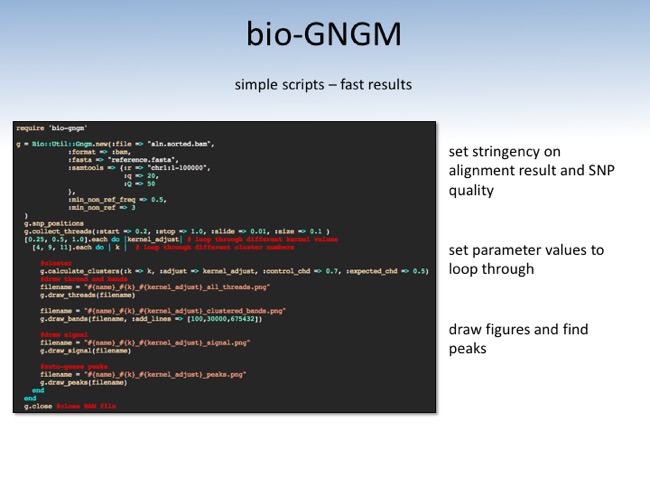 bio-GNGM
simple scripts – fast results
require 'bio-gngm'
g = Bio::Util::Gngm.new(:file => "aln.sorted.bam",
:format => :bam,
:fasta => "reference.fasta",
:samtools => {:r => "chr1:1-100000",
:q => 20,
:Q => 50
},
:min_non_ref_freq => 0.5,
:min_non_ref => 3
)
g.snp_positions
g.collect_threads(:start => 0.2, :stop => 1.0, :slide => 0.01, :size => 0.1 )
[0.25, 0.5, 1.0].each do |kernel_adjust| # loop through different kernel values
[4, 9, 11].each do | k | # loop through different cluster numbers
#cluster
g.calculate_clusters(:k => k, :adjust => kernel_adjust, :control_chd => 0.7, :expected_chd => 0.5)
#draw thread and bands
filename = "#{name}_#{k}_#{kernel_adjust}_all_threads.png"
g.draw_threads(filename)
filename = "#{name}_#{k}_#{kernel_adjust}_clustered_bands.png"
g.draw_bands(filename, :add_lines => [100,30000,675432])
#draw signal
filename = "#{name}_#{k}_#{kernel_adjust}_signal.png"
g.draw_signal(filename)
#auto-guess peaks
filename = "#{name}_#{k}_#{kernel_adjust}_peaks.png"
g.draw_peaks(filename)
end
end
g.close #close BAM file
set stringency on
alignment result and SNP
quality
set parameter values to
loop through
draw figures and find
peaks